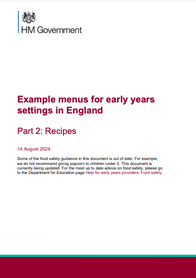 HM Government
Example menus for early years
settings in England
Part 2: Recipes
14 August 2024:
Some of the food safety guidance in this document is out of date. For example,
we do not recommend giving popcorn to children under 5. This document is
currently being updated. For the most up to date advice on food safety, please go
to the Department for Education page Help for early years providers: Food safety.